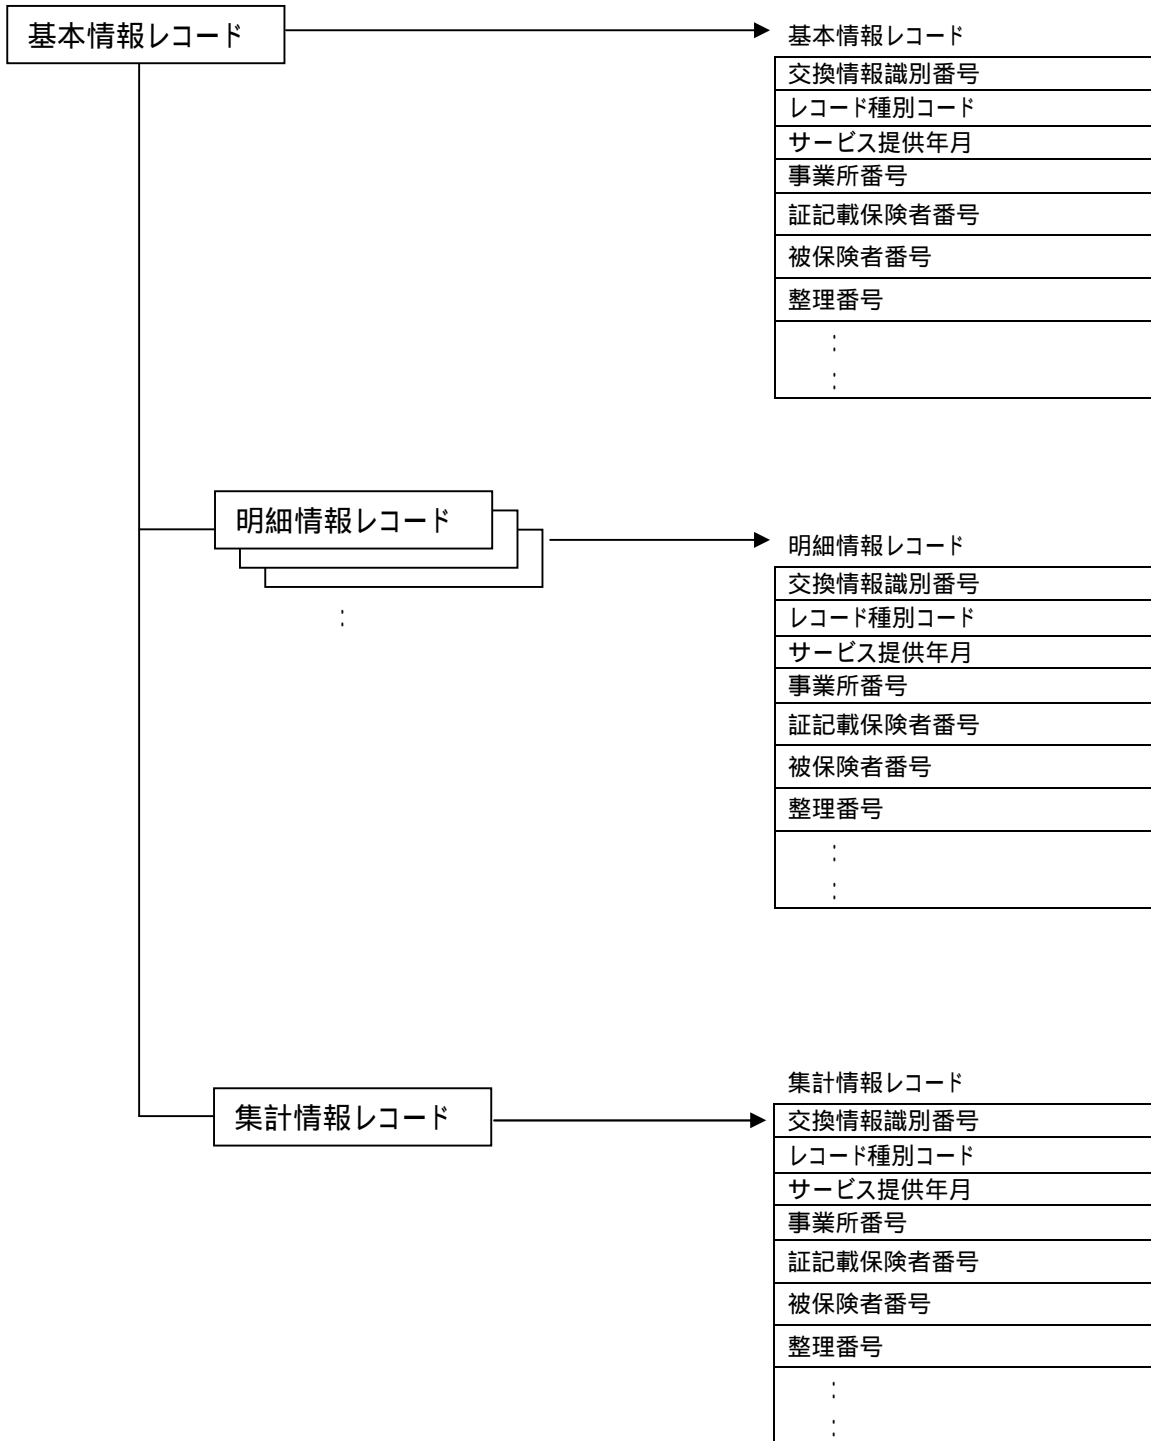 基本情報レコード
基本情報レコード
交換情報識別番号
レコード種別コード
サービス提供年月
事業所番号
証記載保険者番号
被保険者番号
整理番号
:
:
明細情報レコード
:
明細情報レコード
交換情報識別番号
レコード種別コード
サービス提供年月
事業所番号
証記載保険者番号
被保険者番号
整理番号
:
:
集計情報レコード
集計情報レコード
交換情報識別番号
レコード種別コード
サービス提供年月
事業所番号
証記載保険者番号
被保険者番号
整理番号
:
: